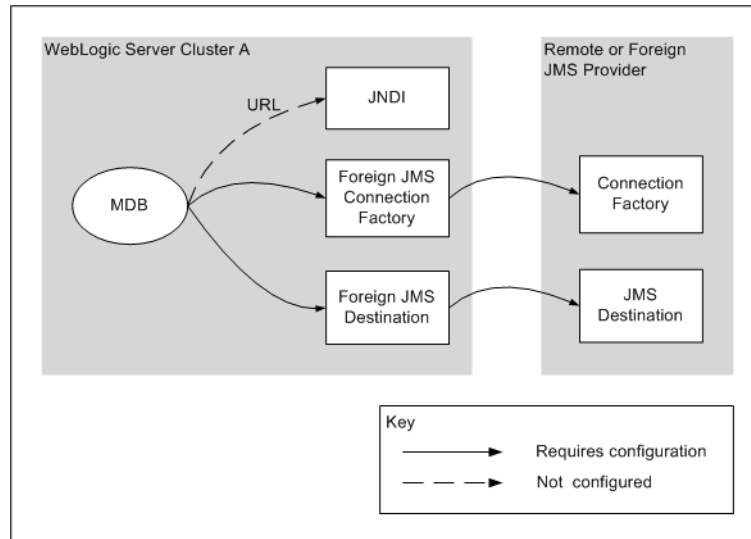 WebLogic Server Cluster A
Remote or Foreign
JMS Provider
URL
JNDI
MDB
Foreign JMS
Connection
Factory
Connection
Factory
Foreign JMS
Destination
JMS
Destination
Key
Requires configuration
Not configured